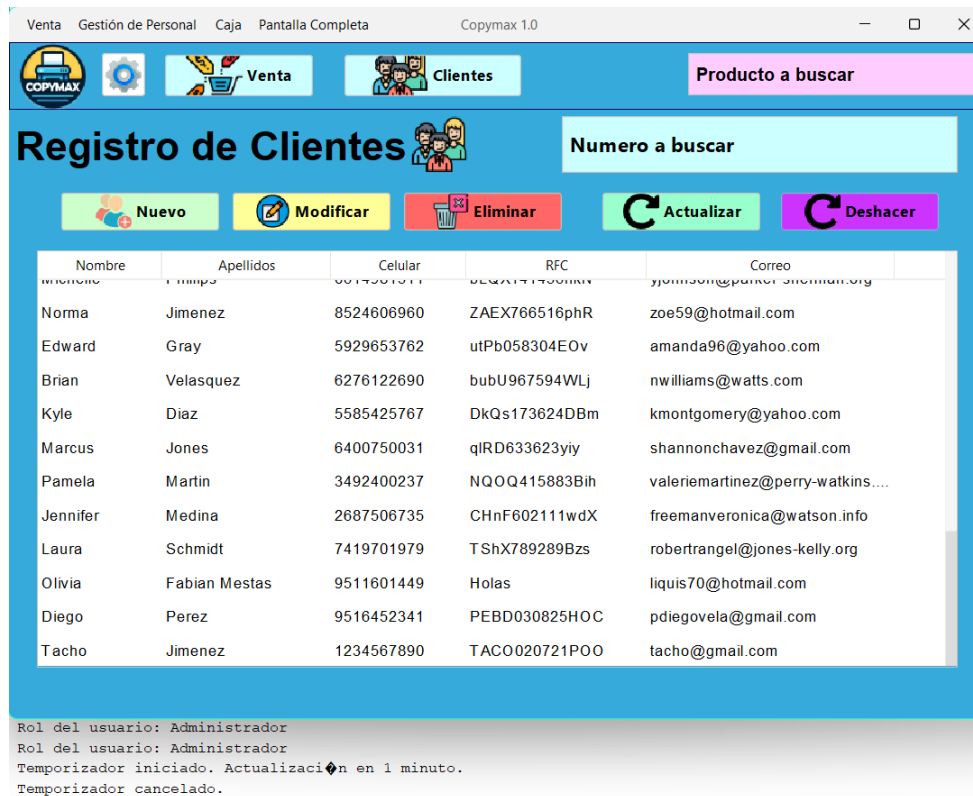 Venta Gestión de Personal Caja Pantalla Completa Copymax 1.0
COPYMAX
Venta
Clientes
Producto a buscar
Registro de Clientes
Numero a buscar
Nuevo
Modificar
Eliminar
Actualizar
Deshacer
Nombre Apellidos Celular RFC Correo
Norma Jimenez 8524606960 ZAEX766516phR zoe59@hotmail.com
Edward Gray 5929653762 utPb058304EOv amanda96@yahoo.com
Brian Velasquez 6276122690 bubU967594WLj nwilliams@watts.com
Kyle Diaz 5585425767 DkQs173624DBm kmontgomery@yahoo.com
Marcus Jones 6400750031 shannonchavez@gmail.com
Pamela Martin 3492400237 NQOQ415883Bih valeriemartinez@perry-watkins....
Jennifer Medina 2687506735 CHnF602111wdX freemanveronica@watson.info
Laura Schmidt 7419701979 TShX789289Bzs robertrangel@jones-kelly.org
Olivia Fabian Mestas 9511601449 Holas liquis70@hotmail.com
Diego Perez 9516452341 PEBD030825HOC pdiegovela@gmail.com
Tacho Jimenez 1234567890 TACO020721POO tacho@gmail.com
Rol del usuario: Administrador
Rol del usuario: Administrador
Temporizador iniciado. Actualizaci�n en 1 minuto.
Temporizador cancelado.